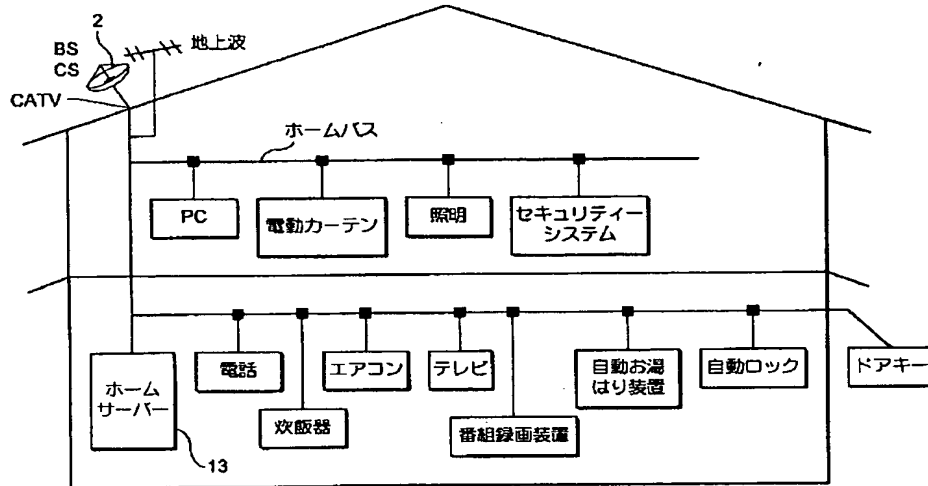 2
BS
CS
地上波
CATV
ホームバス
PC
電動カーテン
照明
セキュリティー
システム
電話
エアコン
テレビ
自動お湯
はり装置
自動ロック
ドアキー
ホーム
サーバー
炊飯器
番組録画装置
13